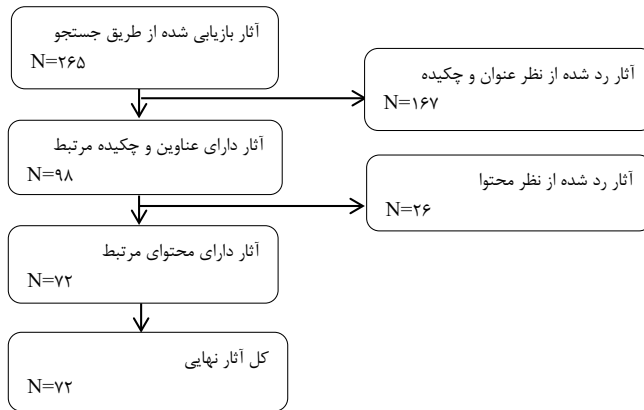 آثار بازیابی شده از طریق جستجو
N=۲۶۵
آثار رد شده از نظر عنوان و چکیده
N=۱۶۷
آثار دارای عناوین و چکیده مرتبط
N=۹۸
آثار رد شده از نظر محتوا
N=۲۶
آثار دارای محتوای مرتبط
N=۷۲
کل آثار نهایی
N=۷۲